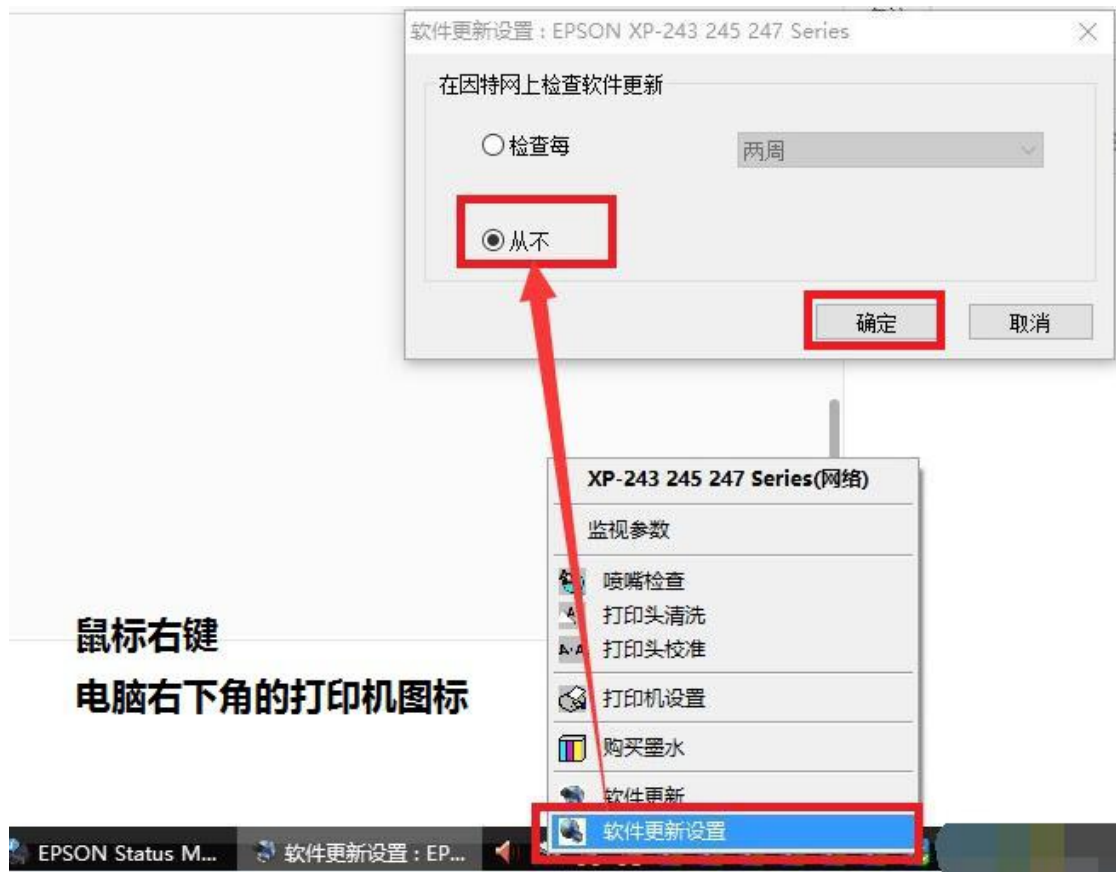 软件更新设置：EPSON XP-243 245 247 Series
在因特网上检查软件更新
检查每
两周
从不
确定
取消
XP-243 245 247 Series(网络)
监视参数
喷嘴检查
打印头清洗
打印头校准
打印机设置
购买墨水
软件更新
软件更新设置
鼠标右键
电脑右下角的打印机图标
EPSON Status M...
软件更新设置：EP...